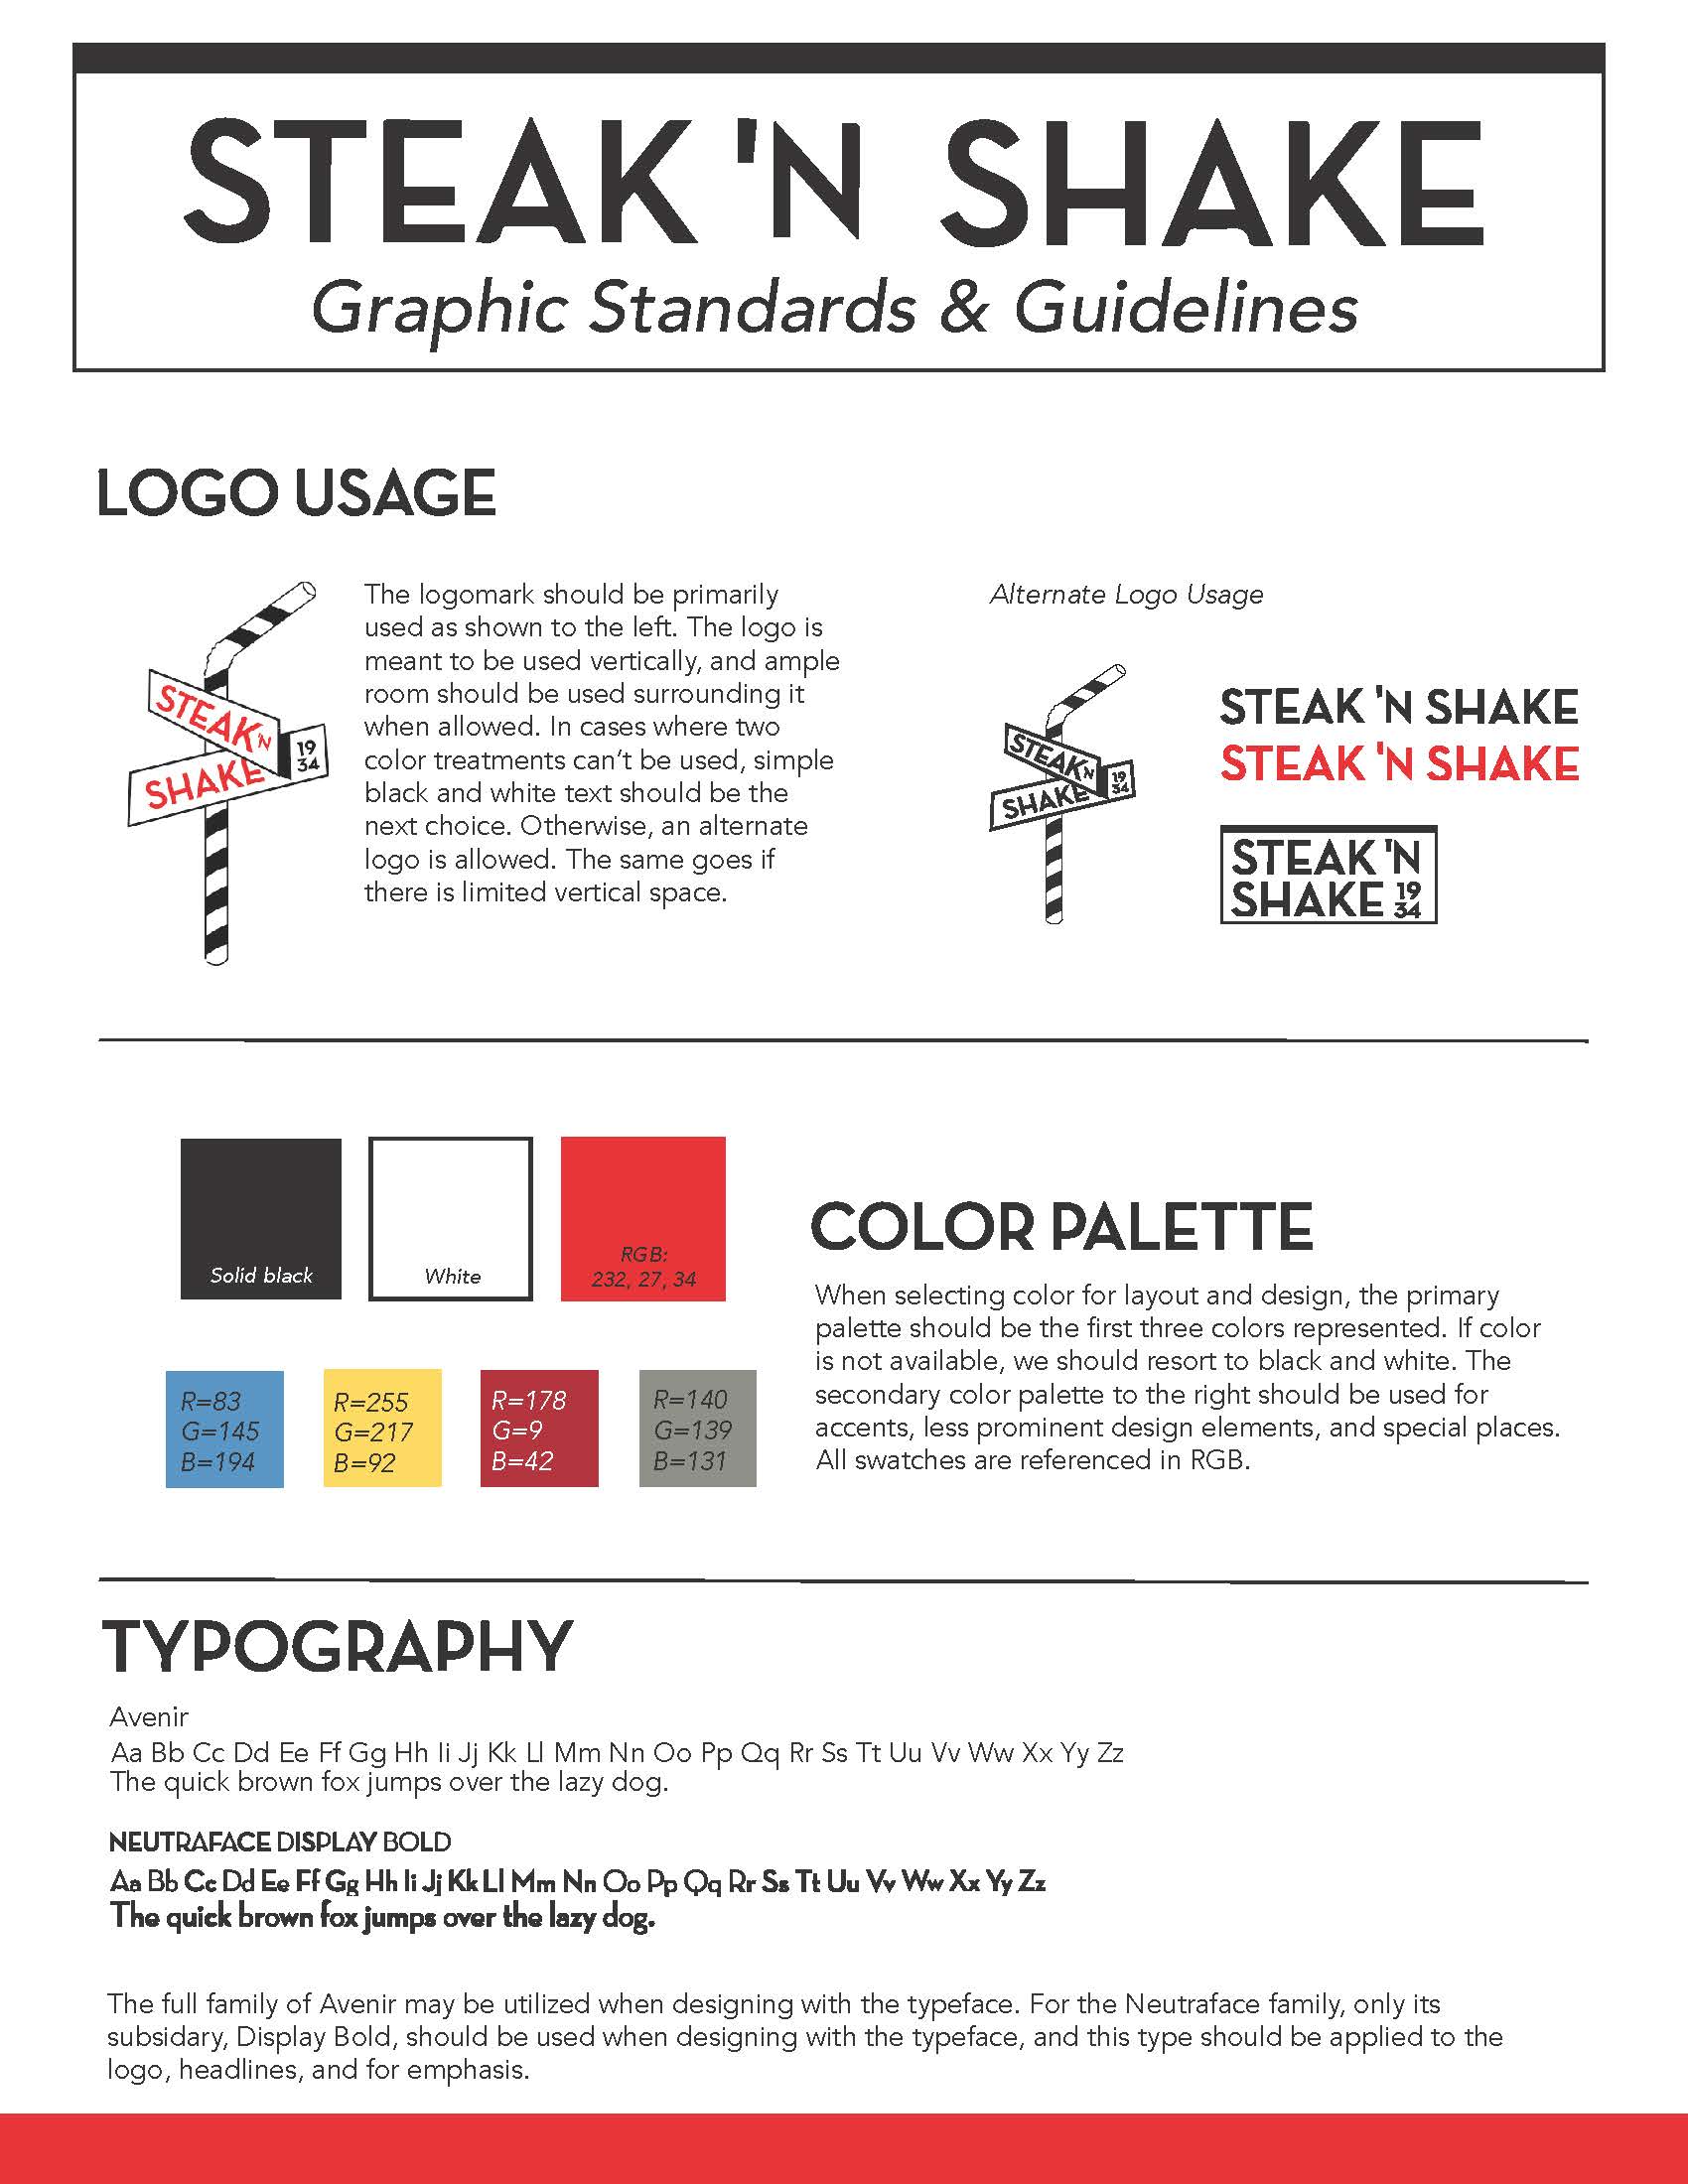 STEAK 'N SHAKE
Graphic Standards & Guidelines
LOGO USAGE
STEAK 'N
SHAKE
19
34
The logomark should be primarily
used as shown to the left. The logo is
meant to be used vertically, and ample
room should be used surrounding it
when allowed. In cases where two
color treatments can't be used, simple
black and white text should be the
next choice. Otherwise, an alternate
logo is allowed. The same goes if
there is limited vertical space.
Alternate Logo Usage
STEAK 'N
SHAKE
19
34
STEAK 'N SHAKE
STEAK 'N SHAKE
STEAK 'N
SHAKE 19
34
Solid black
White
RGB:
232, 27, 34
R=83
G=145
B=194
R=255
G=217
B=92
R=178
G=9
B=42
R=140
G=139
B=131
COLOR PALETTE
When selecting color for layout and design, the primary
palette should be the first three colors represented. If color
is not available, we should resort to black and white. The
secondary color palette to the right should be used for
accents, less prominent design elements, and special places.
All swatches are referenced in RGB.
TYPOGRAPHY
Avenir
Aa Bb Cc Dd Ee Ff Gg Hh Ii Jj Kk Ll Mm Nn Oo Pp Qq Rr Ss Tt Uu Vv Ww Xx Yy Zz
The quick brown fox jumps over the lazy dog.
NEUTRAFACE DISPLAY BOLD
Aa Bb Cc Dd Ee Ff Gg Hh Ii Jj Kk Ll Mm Nn Oo Pp Qq Rr Ss Tt Uu Vv Ww Xx Yy Zz
The quick brown fox jumps over the lazy dog.
The full family of Avenir may be utilized when designing with the typeface. For the Neutraface family, only its
subsidary, Display Bold, should be used when designing with the typeface, and this type should be applied to the
logo, headlines, and for emphasis.